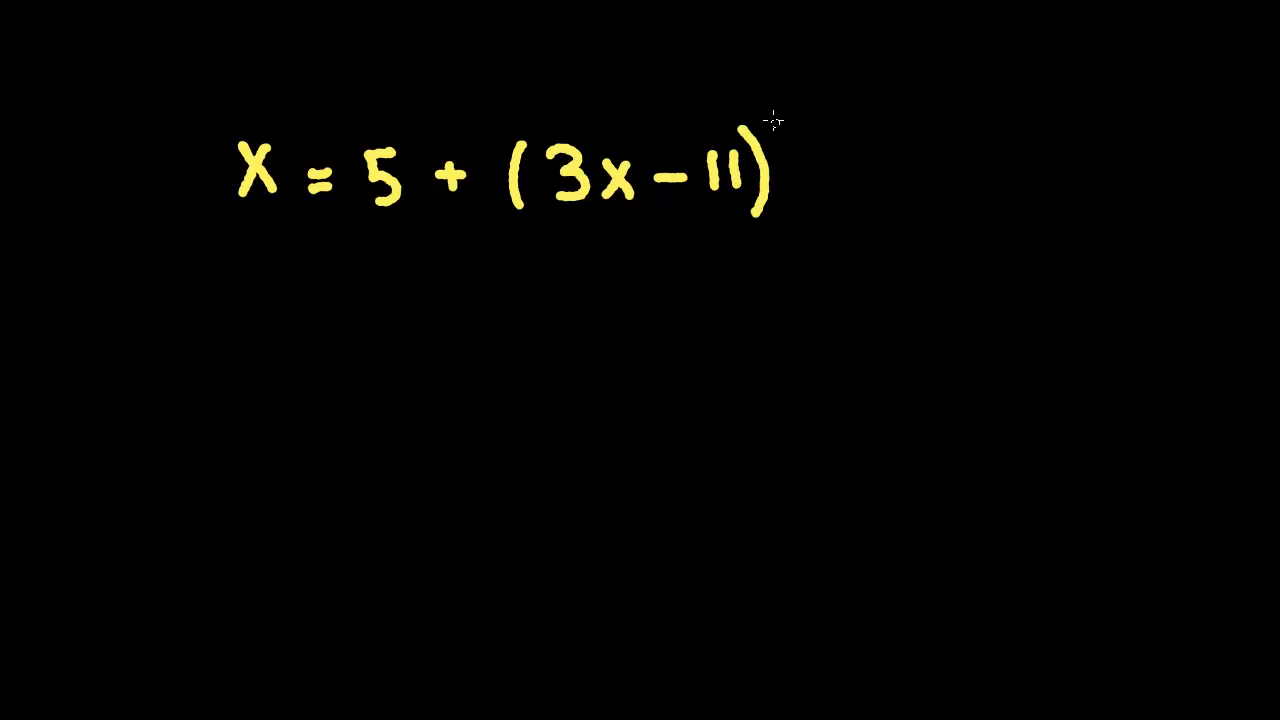 x = 5 + (3x - 11)